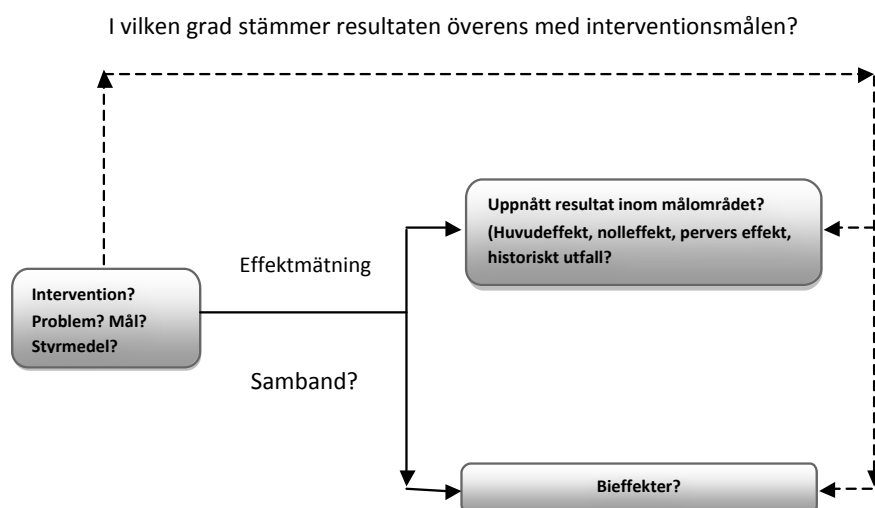 I vilken grad stämmer resultaten överens med interventionsmålen?
Uppnått resultat inom målområdet?
(Huvudeffekt, nolleffekt, pervers effekt,
historiskt utfall?
Effektmätning
Intervention?
Problem? Mål?
Styrmedel?
Samband?
Bieffekter?